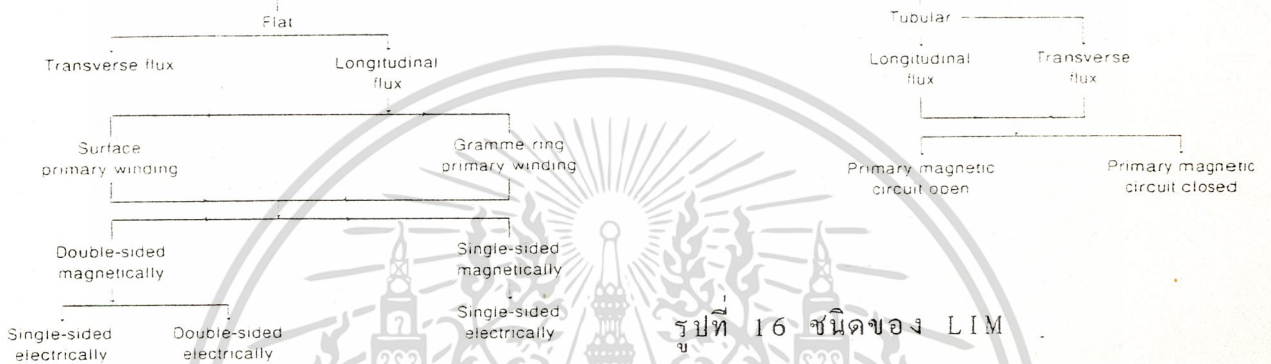 Flat
Transverse flux
Longitudinal
flux
Surface
primary winding
Gramme ring
primary winding
Double-sided
magnetically
Single-sided
magnetically
Single-sided
electrically
Double-sided
electrically
Single-sided
electrically
Tubular
Longitudinal
flux
Transverse
flux
Primary magnetic
circuit open
Primary magnetic
circuit closed
รูปที่ 16 ชนิดของ LIM